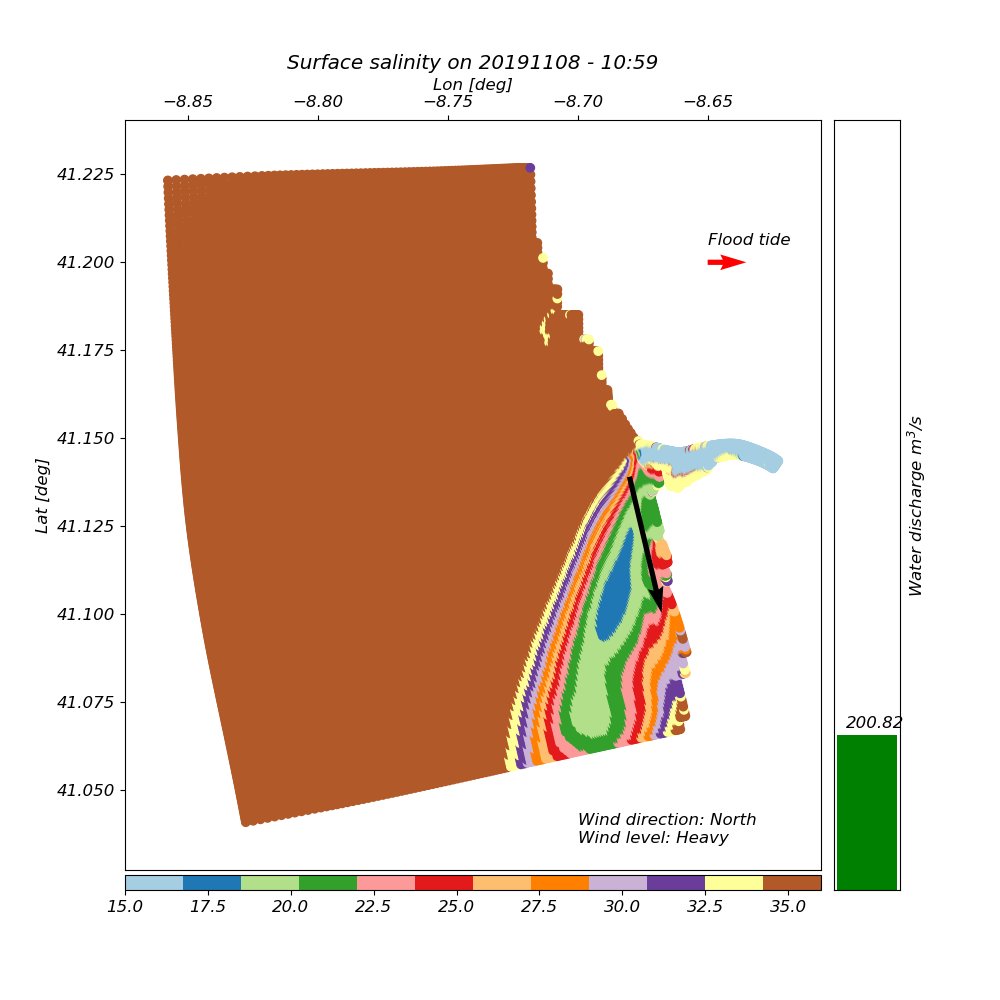 Surface salinity on 20191108 - 10:59
Lon [deg]
−8.85 −8.80 −8.75 −8.70 −8.65
41.225
41.200
41.175
41.150
41.125
41.100
41.075
41.050
Lat [deg]
Flood tide
Wind direction: North
Wind level: Heavy
Water discharge m³/s
200.82
15.0 17.5 20.0 22.5 25.0 27.5 30.0 32.5 35.0